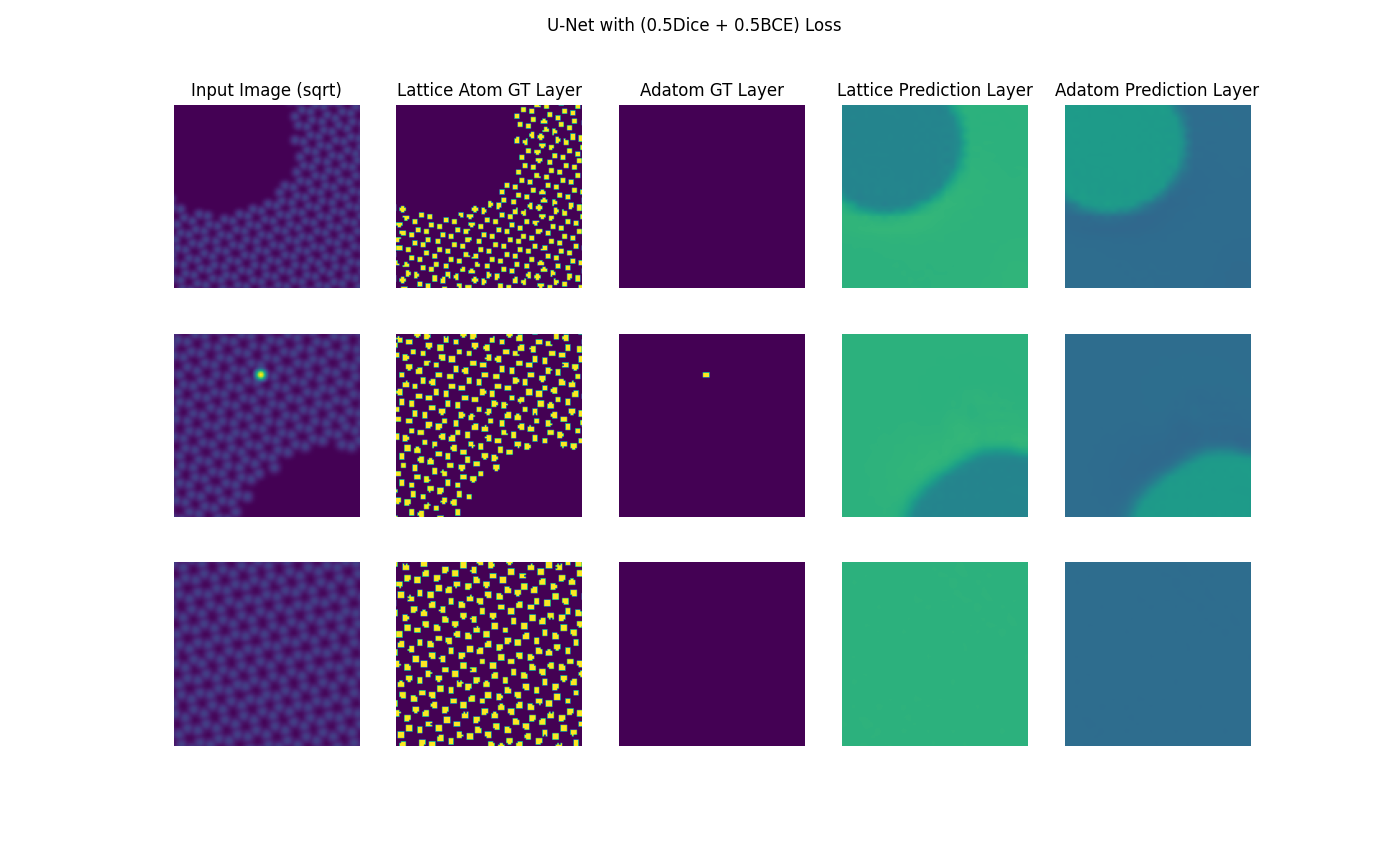 U-Net with (0.5Dice + 0.5BCE) Loss
Input Image (sqrt)
Lattice Atom GT Layer
Adatom GT Layer
Lattice Prediction Layer
Adatom Prediction Layer